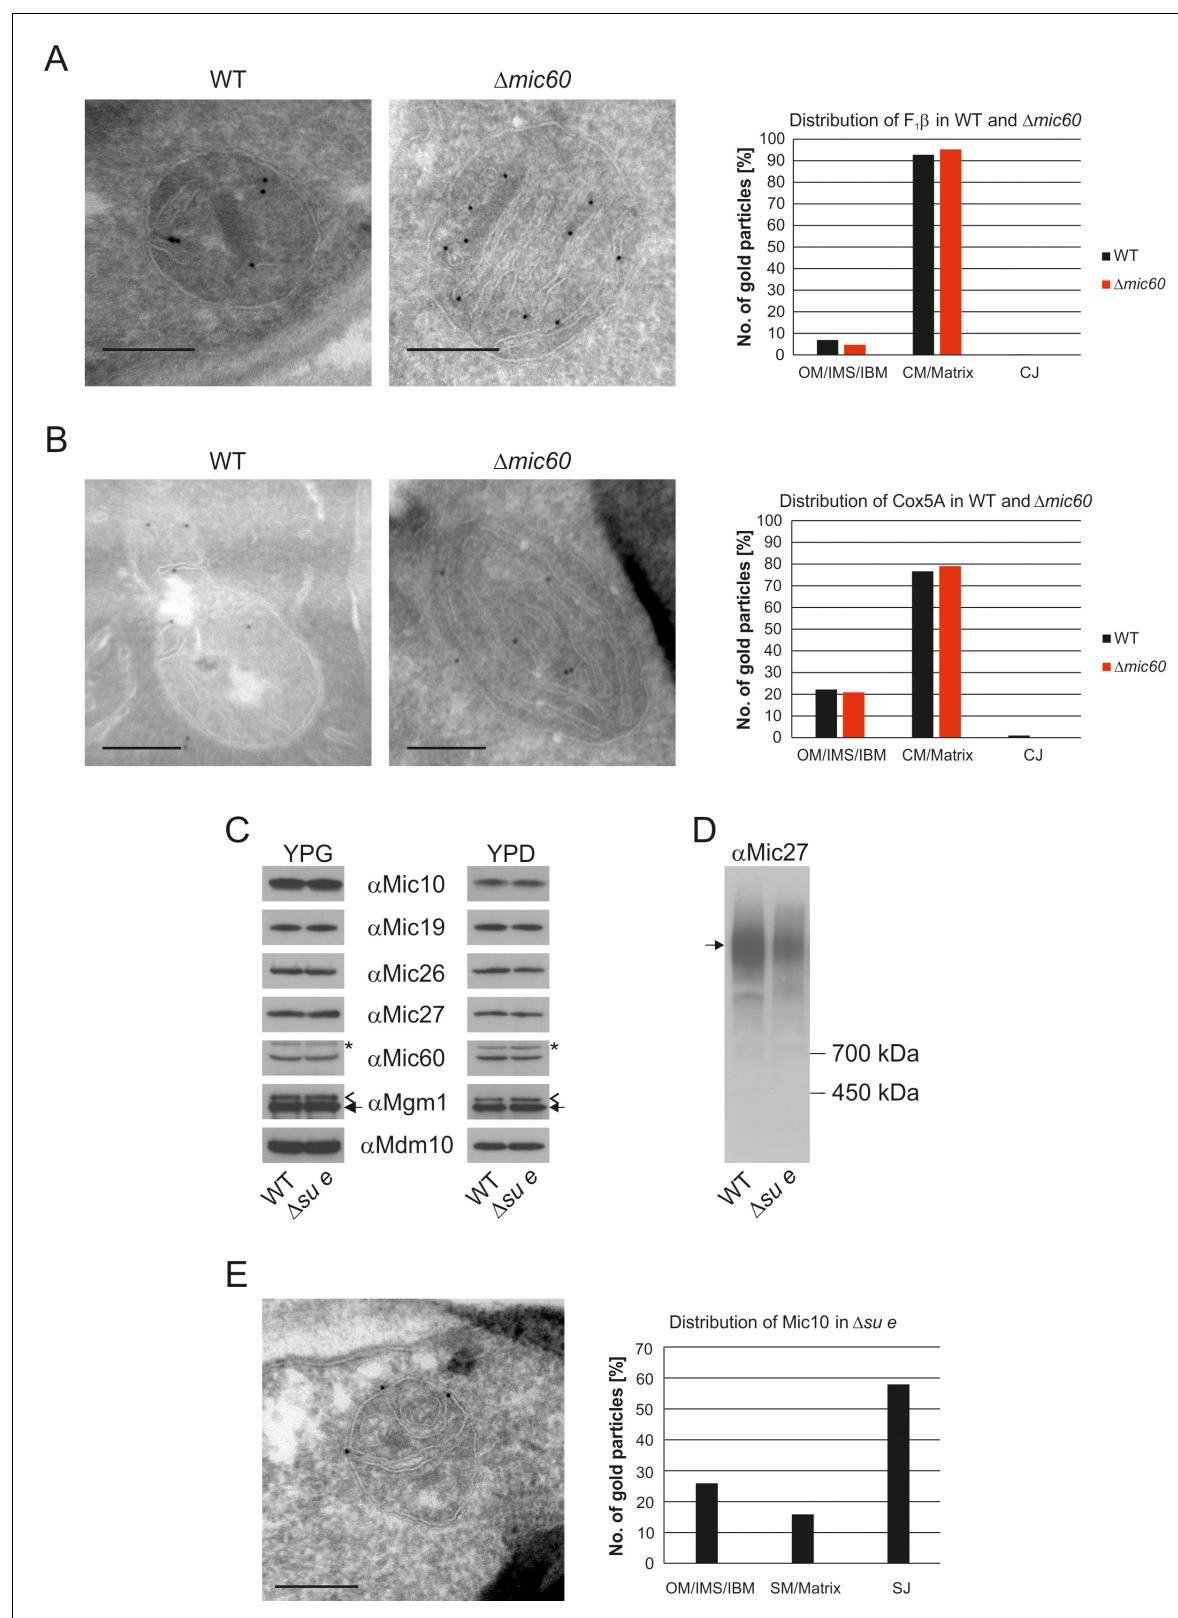 A
WT
Δmic60
Distribution of F1β in WT and Δmic60
No. of gold particles [%]
100
90
80
70
60
50
40
30
20
10
0
OM/IMS/IBM
CM/Matrix
CJ
WT
Δmic60
B
WT
Δmic60
Distribution of Cox5A in WT and Δmic60
No. of gold particles [%]
100
90
80
70
60
50
40
30
20
10
0
OM/IMS/IBM
CM/Matrix
CJ
WT
Δmic60
C
YPG
YPD
αMic10
αMic19
αMic26
αMic27
αMic60
*
*
αMgm1
<
<
αMdm10
WT
Δsu e
WT
Δsu e
D
αMic27
700 kDa
450 kDa
WT
Δsu e
E
Distribution of Mic10 in Δsu e
No. of gold particles [%]
70
60
50
40
30
20
10
0
OM/IMS/IBM
SM/Matrix
SJ